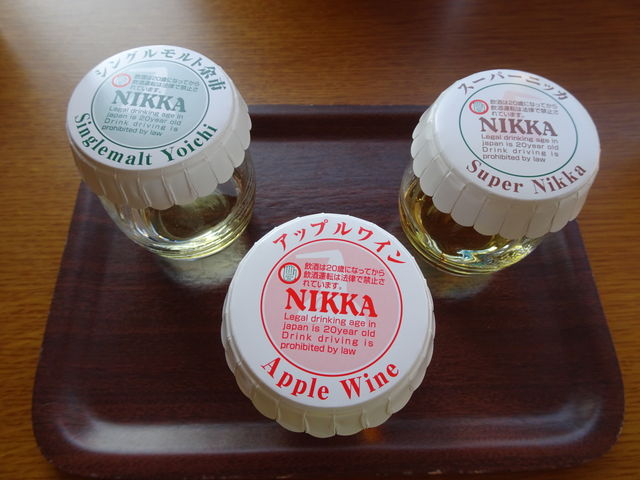 シングルモルト余市
飲酒は20歳になってから
飲酒運転は法律で禁止さ
れています。
NIKKA
Legal drinking age in
japan is 20year old
Drink driving is
prohibited by law
Singlemalt Yoichi
スーパーニッカ
飲酒は20歳になってから
飲酒運転は法律で禁止さ
れています。
NIKKA
Legal drinking age in
japan is 20year old
Drink driving is
prohibited by law
Super Nikka
アップルワイン
飲酒は20歳になってから
飲酒運転は法律で禁止さ
れています。
NIKKA
Legal drinking age in
japan is 20year old
Drink driving is
prohibited by law
Apple Wine